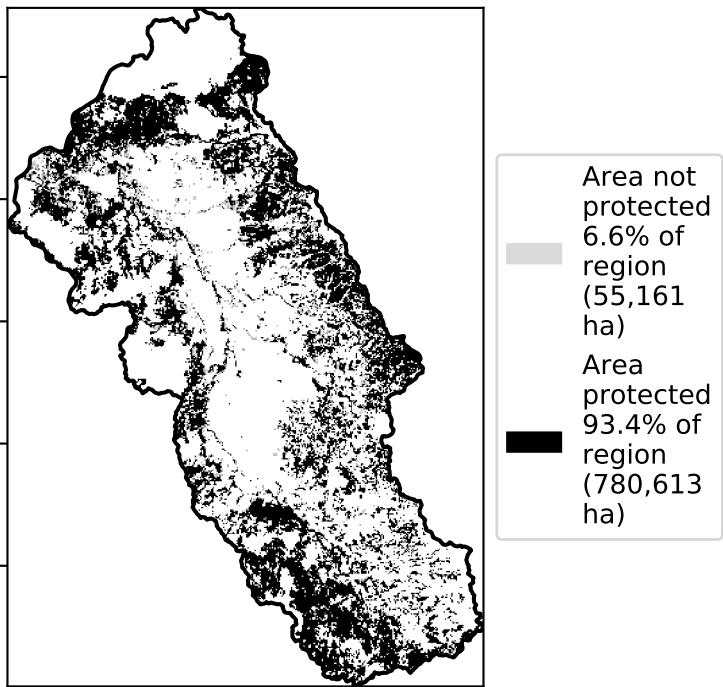 Area not
protected
6.6% of
region
(55,161
ha)
Area
protected
93.4% of
region
(780,613
ha)